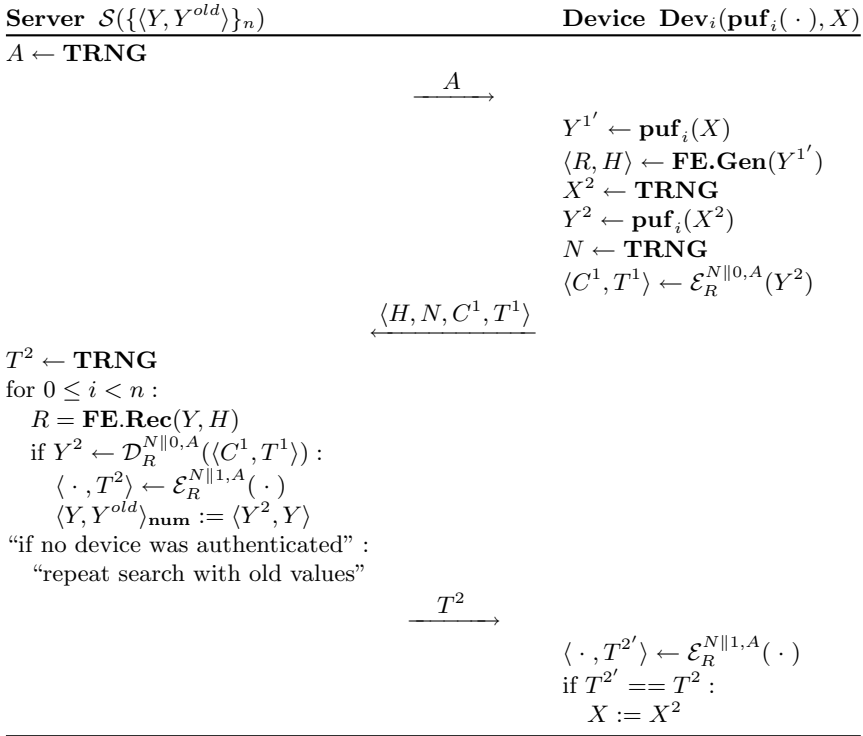 Server S({⟨Y, Y^{old}⟩}_n) Device Dev_i(puf_i( · ), X)
A ← TRNG
A
Y^{1'} ← puf_i(X)
⟨R, H⟩ ← FE.Gen(Y^{1'})
X^2 ← TRNG
Y^2 ← puf_i(X^2)
N ← TRNG
⟨C^1, T^1⟩ ← E_R^{N∥0,A}(Y^2)
⟨H, N, C^1, T^1⟩
T^2 ← TRNG
for 0 ≤ i < n :
R = FE.Rec(Y, H)
if Y^2 ← D_R^{N∥0,A}(⟨C^1, T^1⟩) :
⟨ · , T^2⟩ ← E_R^{N∥1,A}( · )
⟨Y, Y^{old}⟩_{num} := ⟨Y^2, Y⟩
“if no device was authenticated” :
“repeat search with old values”
T^2
⟨ · , T^{2'}⟩ ← E_R^{N∥1,A}( · )
if T^{2'} == T^2 :
X := X^2